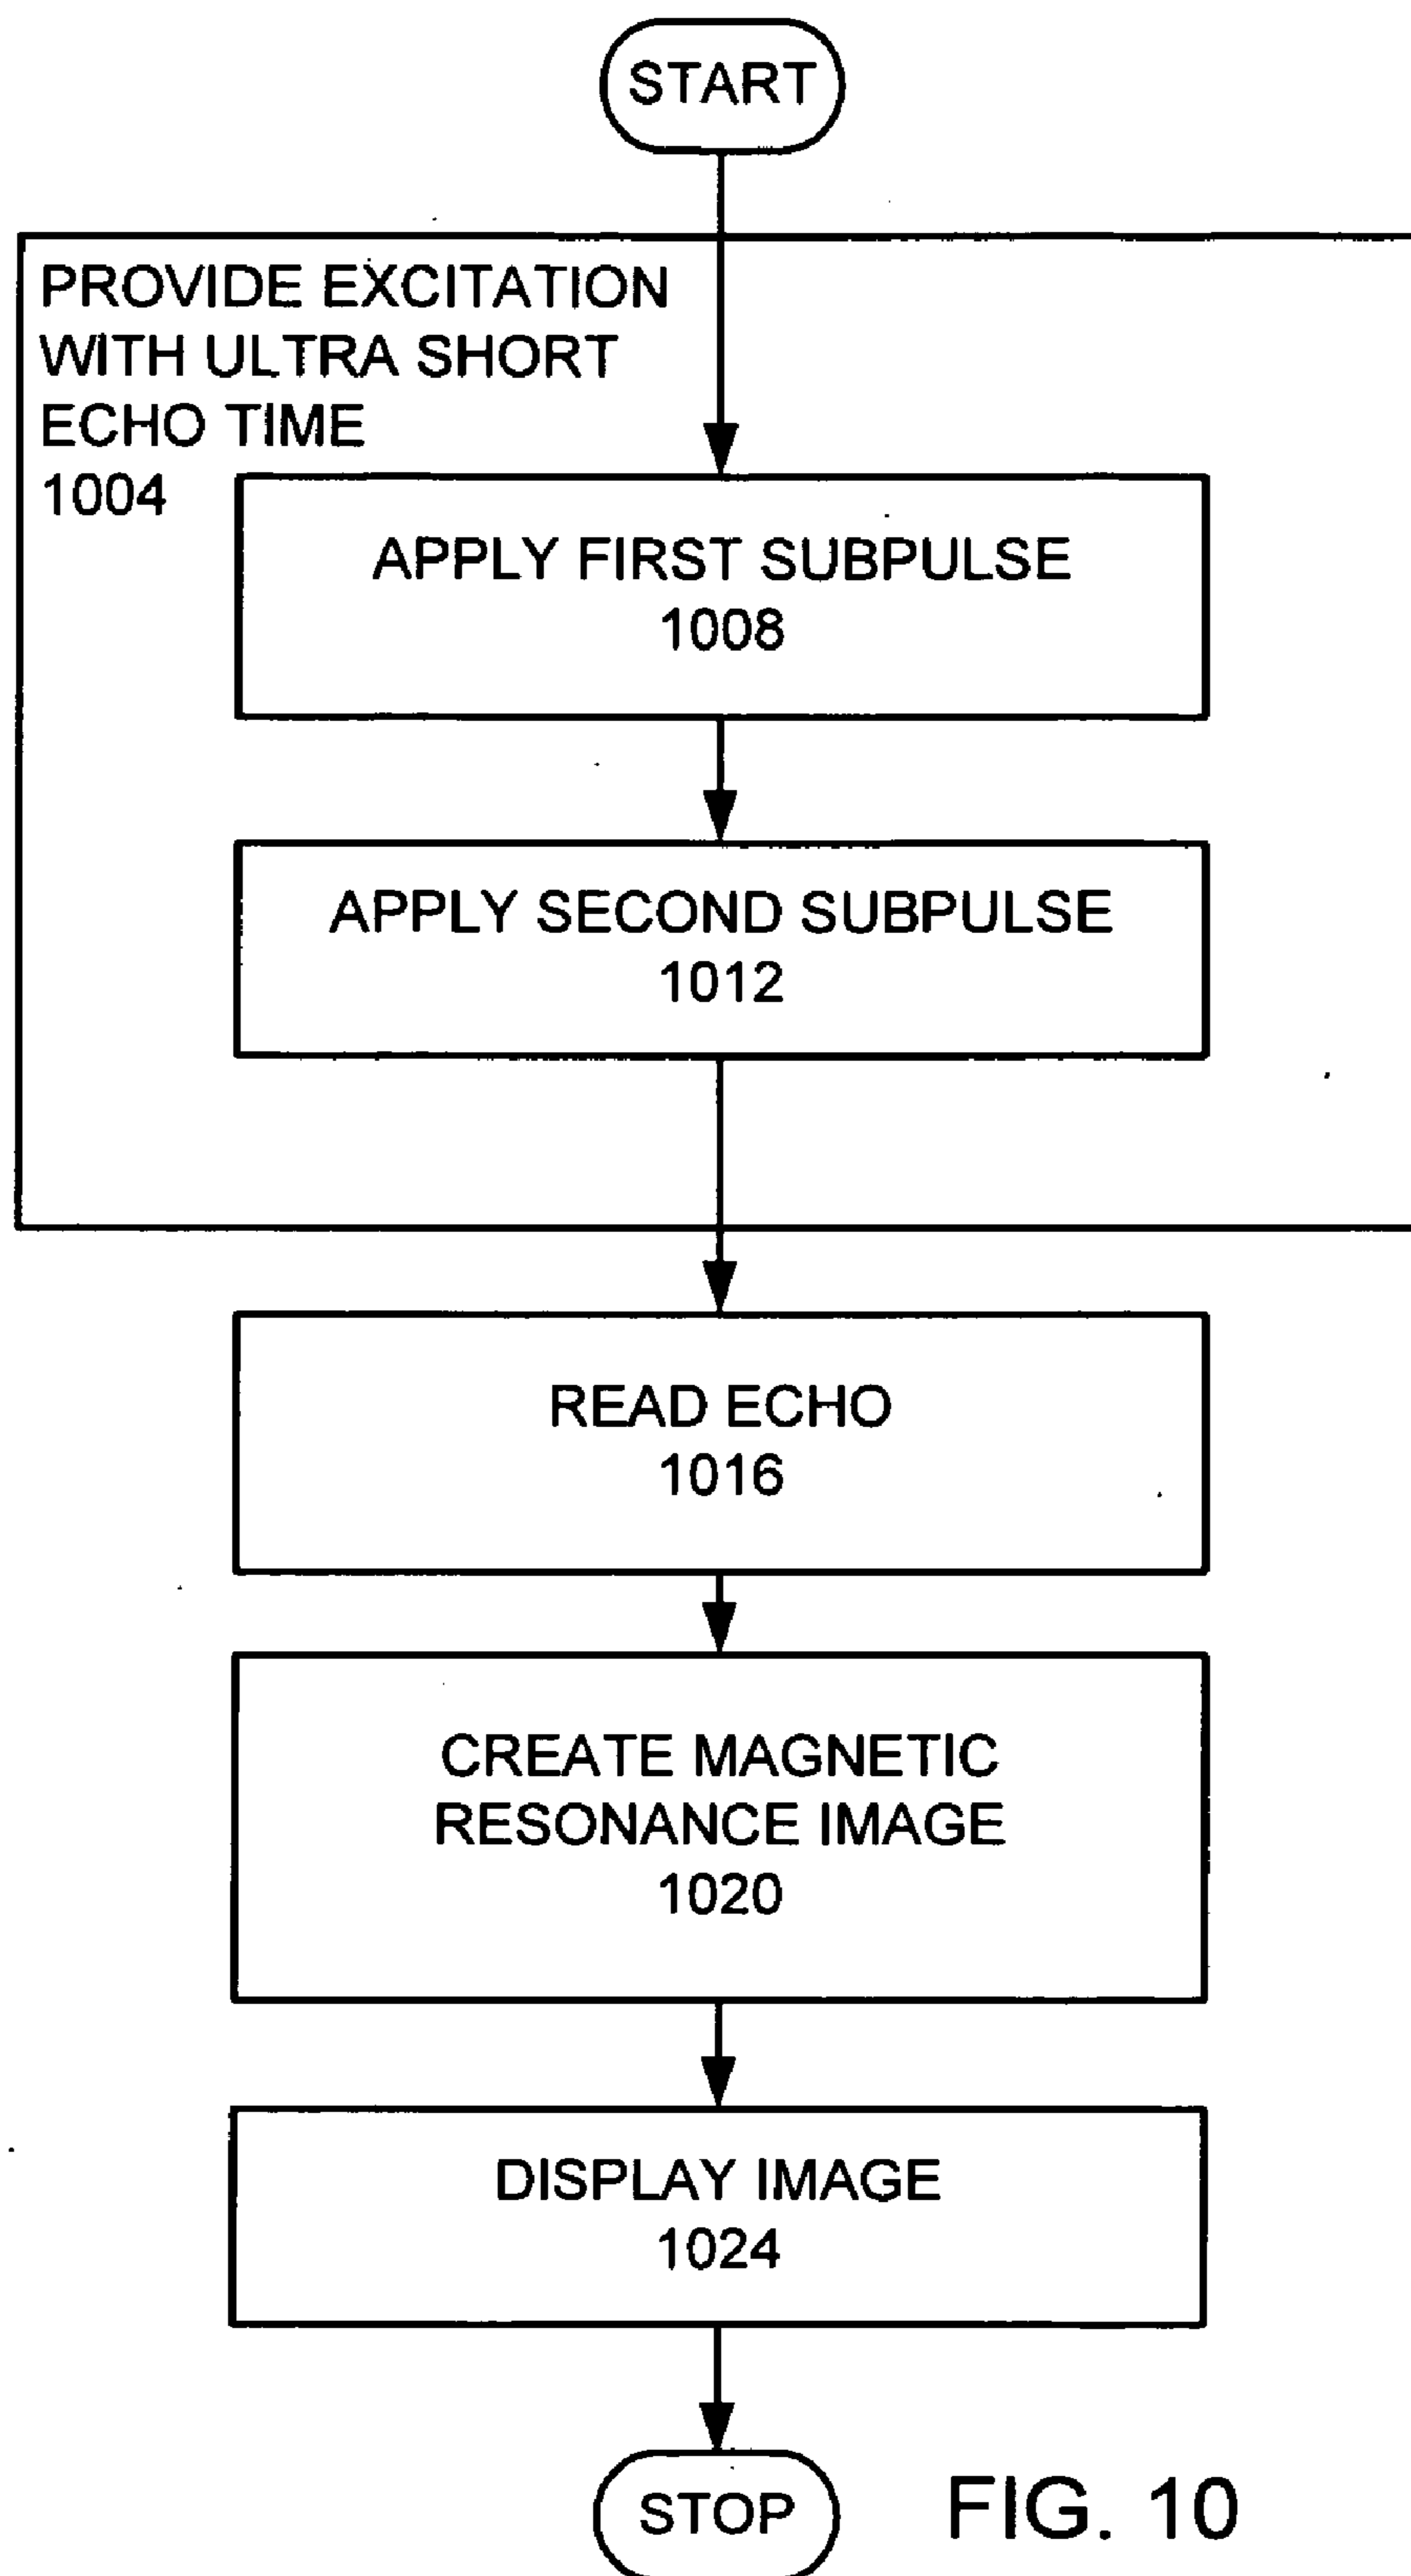 START
PROVIDE EXCITATION
WITH ULTRA SHORT
ECHO TIME
1004
APPLY FIRST SUBPULSE
1008
APPLY SECOND SUBPULSE
1012
READ ECHO
1016
CREATE MAGNETIC
RESONANCE IMAGE
1020
DISPLAY IMAGE
1024
STOP
FIG. 10